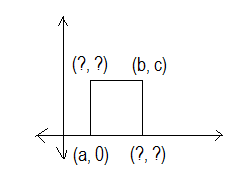 (?, ?) (b, c)
(a, 0) (?, ?)